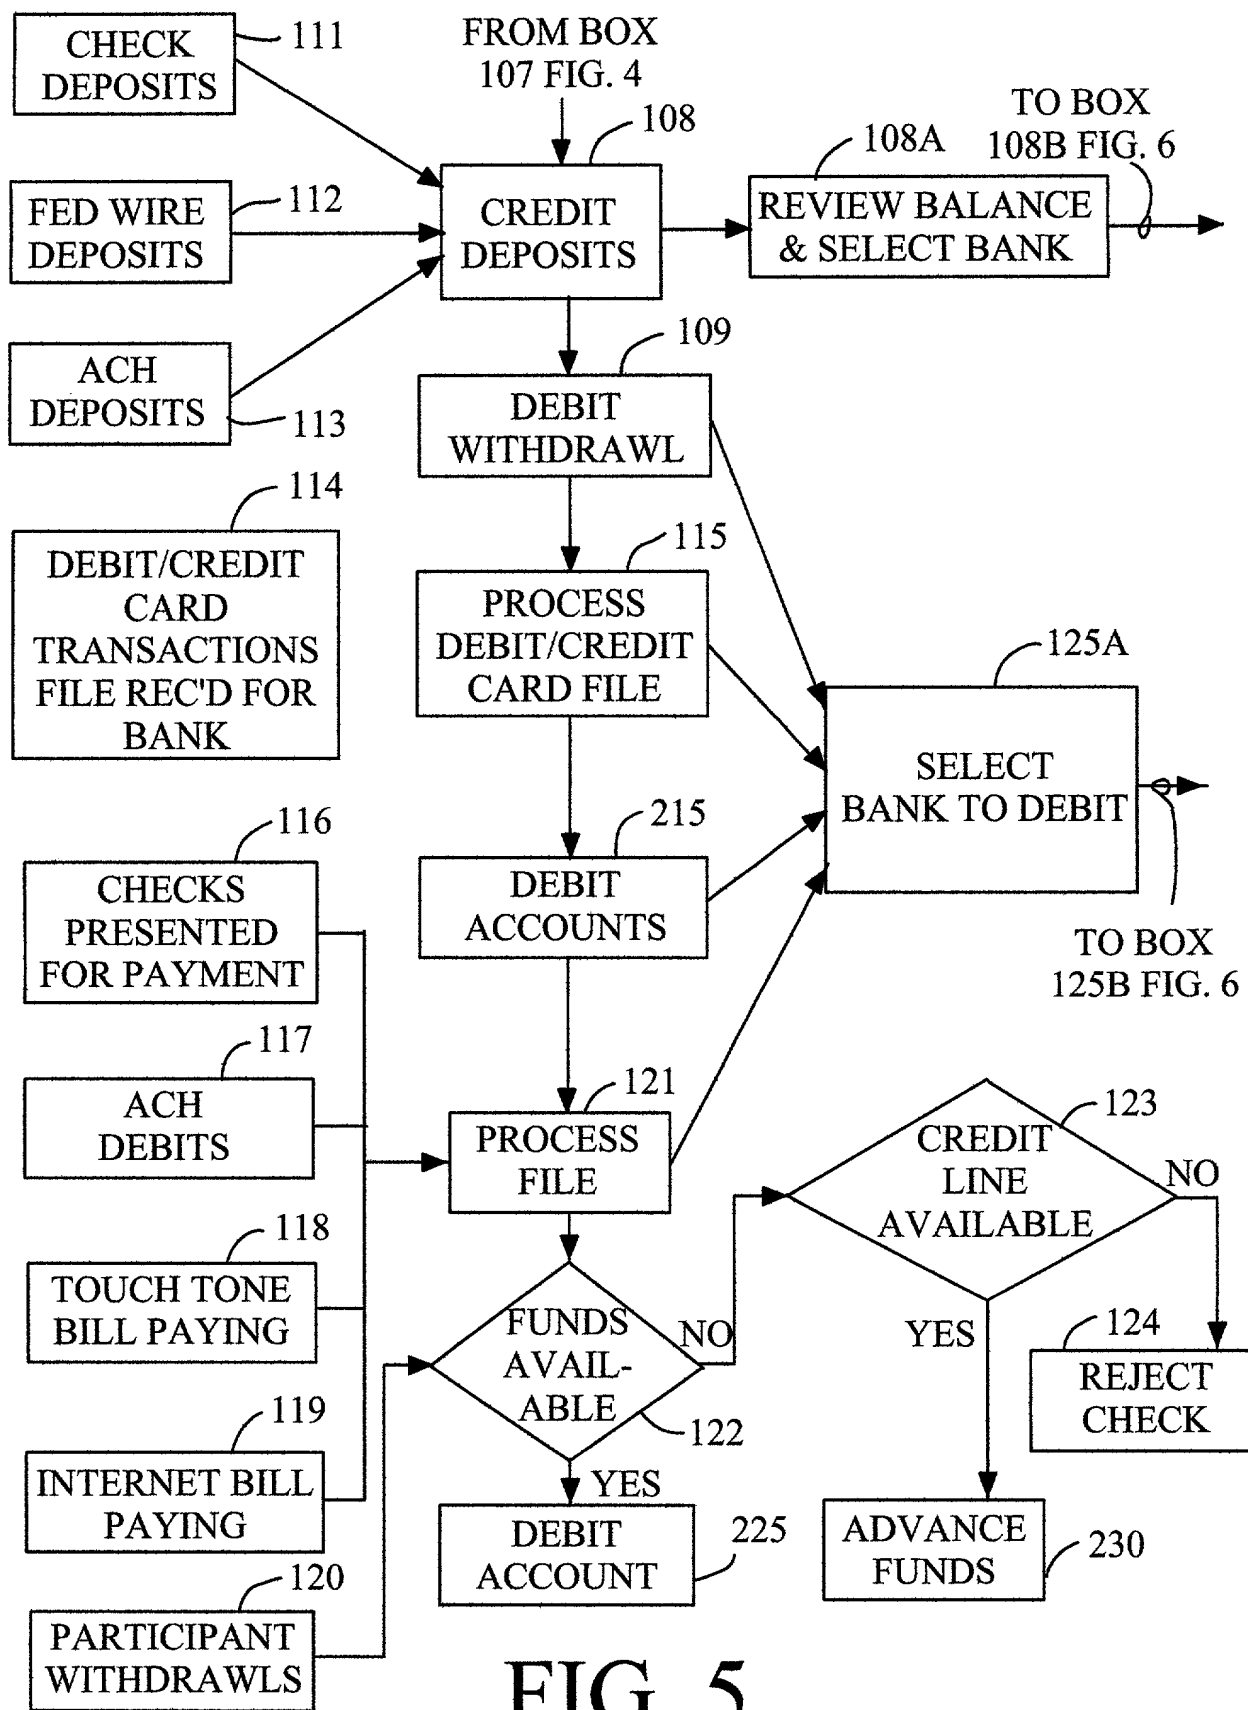 CHECK
DEPOSITS
111
FROM BOX
107 FIG. 4
108
CREDIT
DEPOSITS
108A
REVIEW BALANCE
& SELECT BANK
TO BOX
108B FIG. 6
FED WIRE
DEPOSITS
112
ACH
DEPOSITS
113
109
DEBIT
WITHDRAWL
114
DEBIT/CREDIT
CARD
TRANSACTIONS
FILE REC'D FOR
BANK
115
PROCESS
DEBIT/CREDIT
CARD FILE
125A
SELECT
BANK TO DEBIT
TO BOX
125B FIG. 6
215
DEBIT
ACCOUNTS
116
CHECKS
PRESENTED
FOR PAYMENT
117
ACH
DEBITS
121
PROCESS
FILE
118
TOUCH TONE
BILL PAYING
FUNDS
AVAIL-
ABLE
122
NO
YES
123
CREDIT
LINE
AVAILABLE
NO
YES
124
REJECT
CHECK
119
INTERNET BILL
PAYING
DEBIT
ACCOUNT
225
ADVANCE
FUNDS
230
120
PARTICIPANT
WITHDRAWLS
FIG. 5